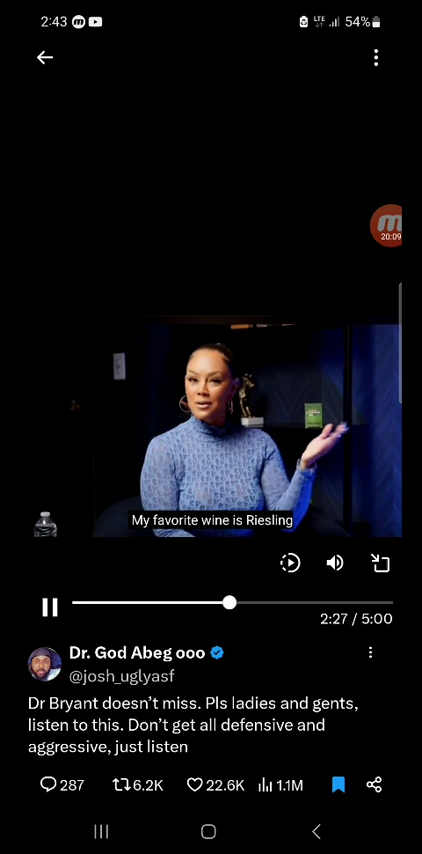 2:43
LTE
54%
20:09
My favorite wine is Riesling
2:27 / 5:00
Dr. God Abeg ooo
@josh_uglyasf
Dr Bryant doesn’t miss. Pls ladies and gents,
listen to this. Don’t get all defensive and
aggressive, just listen
287 6.2K 22.6K 1.1M